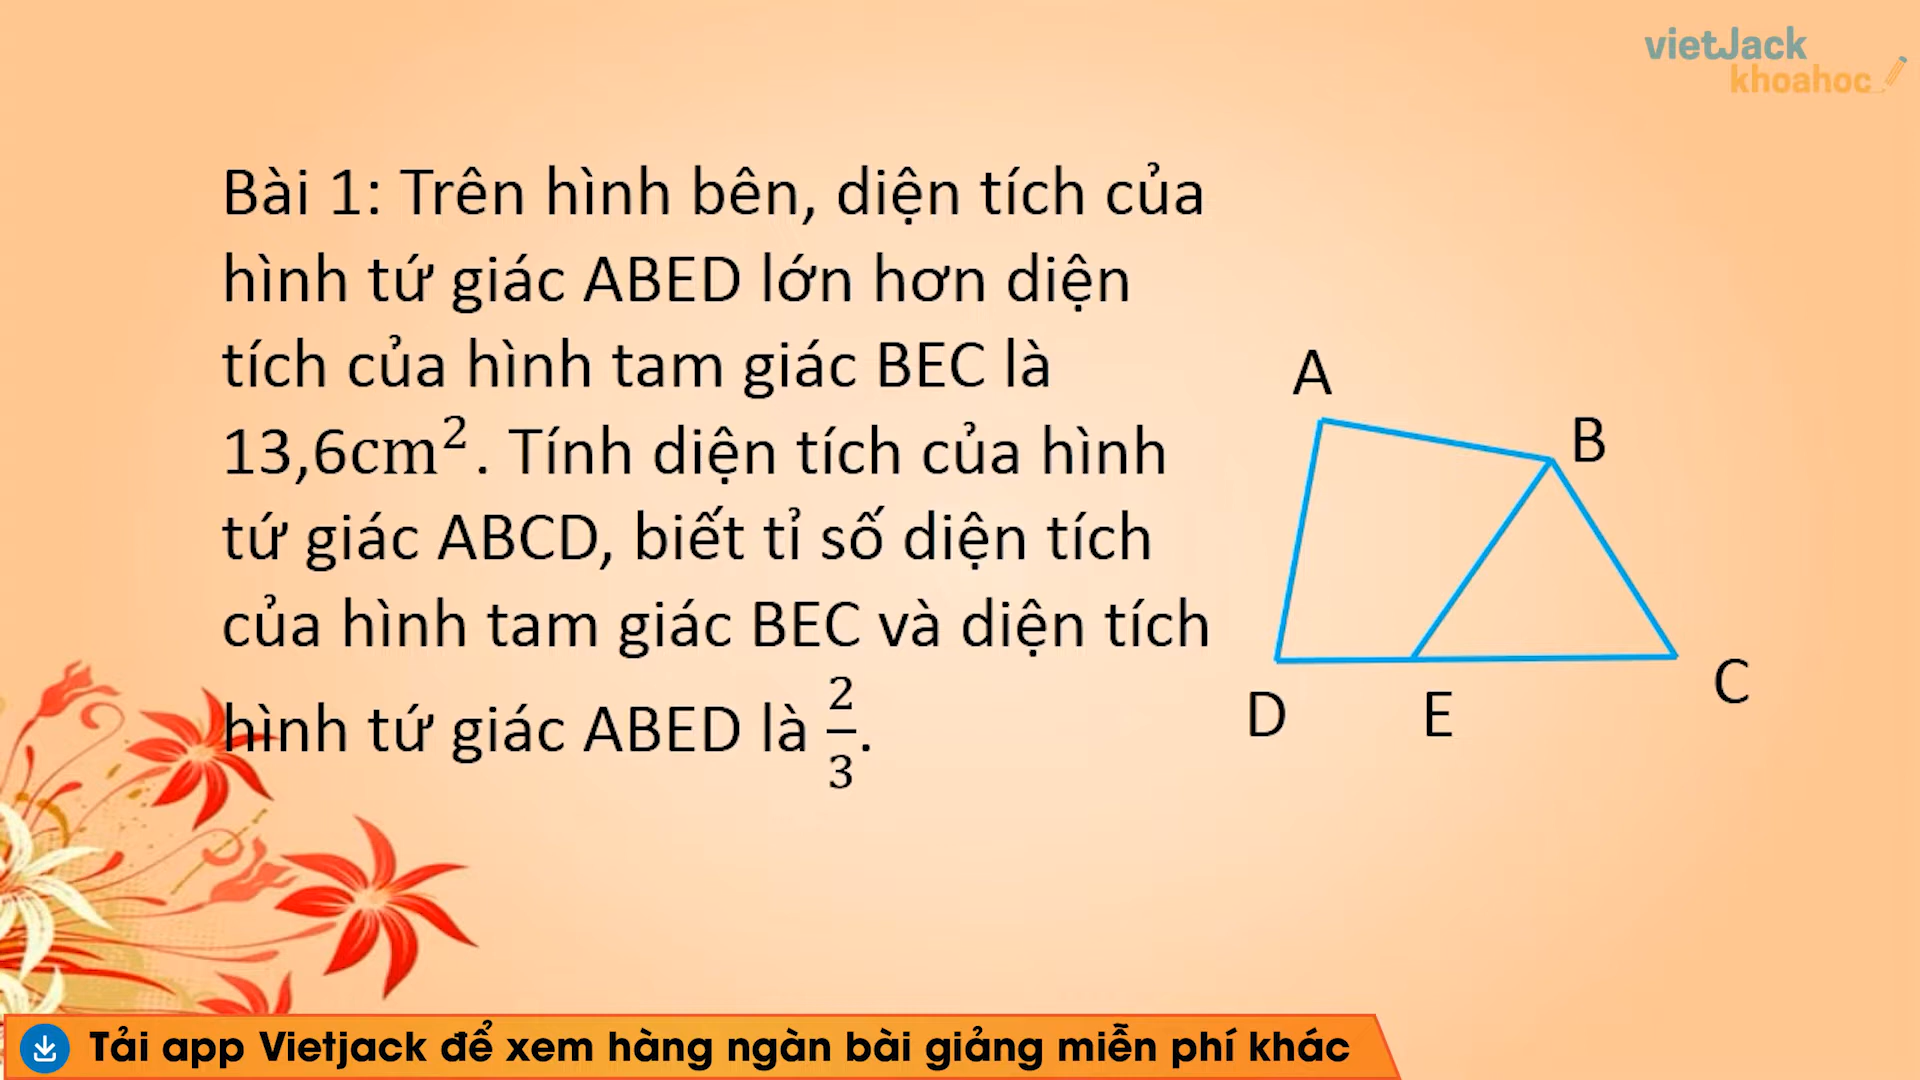 vietJack
khoahoc
Bài 1: Trên hình bên, diện tích của
hình tứ giác ABED lớn hơn diện
tích của hình tam giác BEC là
13,6cm². Tính diện tích của hình
tứ giác ABCD, biết tỉ số diện tích
của hình tam giác BEC và diện tích
hình tứ giác ABED là 2/3.
A
B
C
D
E
Tải app Vietjack để xem hàng ngàn bài giảng miễn phí khác